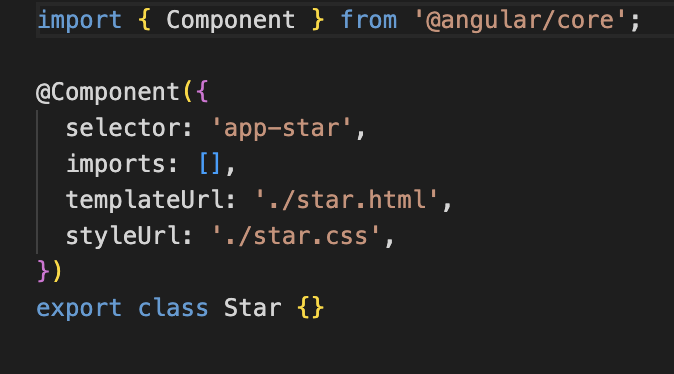 import { Component } from '@angular/core';
@Component({
  selector: 'app-star',
  imports: [],
  templateUrl: './star.html',
  styleUrl: './star.css',
})
export class Star {}